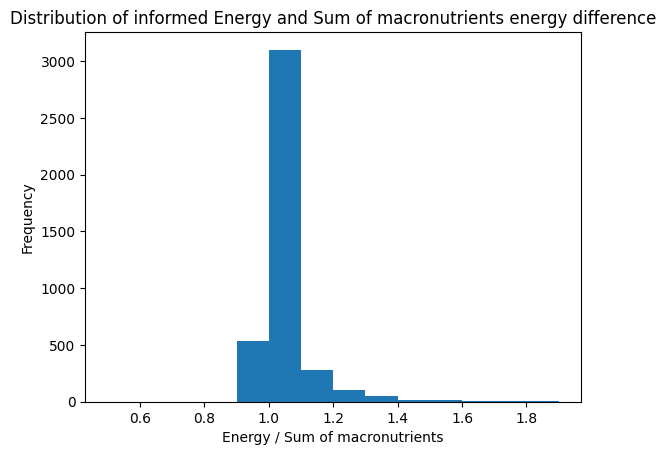 Distribution of informed Energy and Sum of macronutrients energy difference
3000
2500
2000
1500
1000
500
0
Frequency
0.6 0.8 1.0 1.2 1.4 1.6 1.8
Energy / Sum of macronutrients